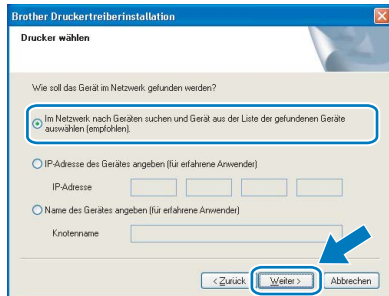 Brother Druckertreiberinstallation
Drucker wählen
Wie soll das Gerät im Netzwerk gefunden werden?
Im Netzwerk nach Geräten suchen und Gerät aus der Liste der gefundenen Geräte
auswählen (empfohlen).
IP-Adresse des Gerätes angeben (für erfahrene Anwender)
IP-Adresse
Name des Gerätes angeben (für erfahrene Anwender)
Knotenname
< Zurück
Weiter >
Abbrechen